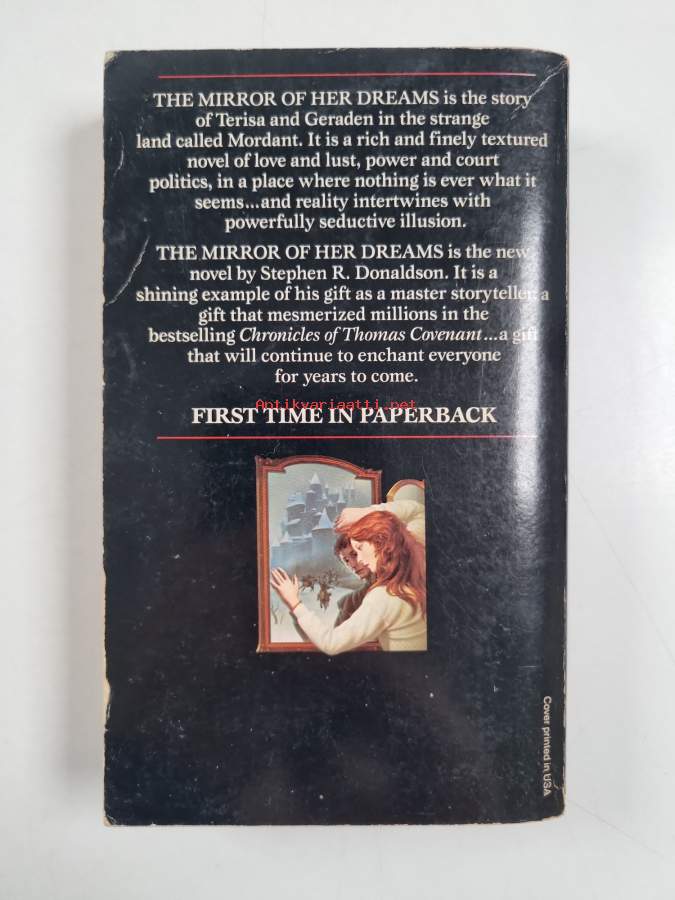 THE MIRROR OF HER DREAMS is the story
of Terisa and Geraden in the strange
land called Mordant. It is a rich and finely textured
novel of love and lust, power and court
politics, in a place where nothing is ever what it
seems...and reality intertwines with
powerfully seductive illusion.
THE MIRROR OF HER DREAMS is the new
novel by Stephen R. Donaldson. It is a
shining example of his gift as a master storyteller, a
gift that mesmerized millions in the
bestselling Chronicles of Thomas Covenant...a gift
that will continue to enchant everyone
for years to come.
Antikvariaatti.net
FIRST TIME IN PAPERBACK
Cover printed in USA